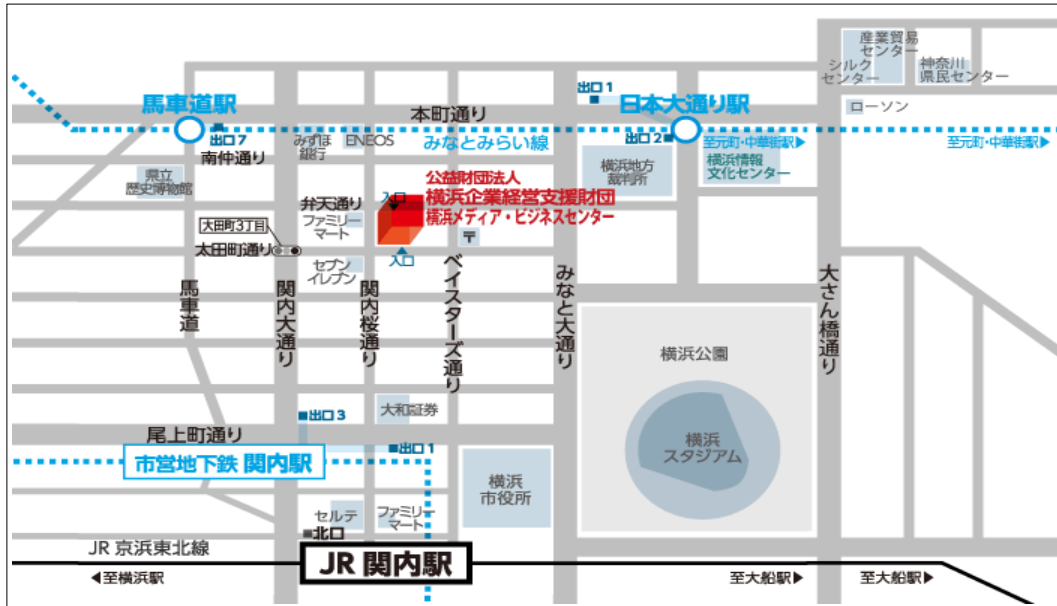 産業貿易
センター
シルク
センター
神奈川
県民センター
出口1
馬車道駅
本町通り
日本大通り駅
ローソン
出口7
南仲通り
みずほ
銀行
ENEOS
みなとみらい線
出口2
至元町・中華街駅▶
至元町・中華街駅▶
横浜地方
裁判所
横浜情報
文化センター
県立
歴史博物館
公益財団法人
横浜企業経営支援財団
横浜メディア・ビジネスセンター
入口
弁天通り
ファミリー
マート
大田町3丁目
太田町通り
〒
入口
セブン
イレブン
馬車道
関内大通り
関内桜通り
ベイスターズ通り
みなと大通り
大さん橋通り
横浜公園
横浜
スタジアム
大和証券
出口3
尾上町通り
出口1
市営地下鉄 関内駅
横浜
市役所
セルテ
ファミリー
マート
北口
JR 京浜東北線
JR 関内駅
◀至横浜駅
至大船駅▶
至大船駅▶